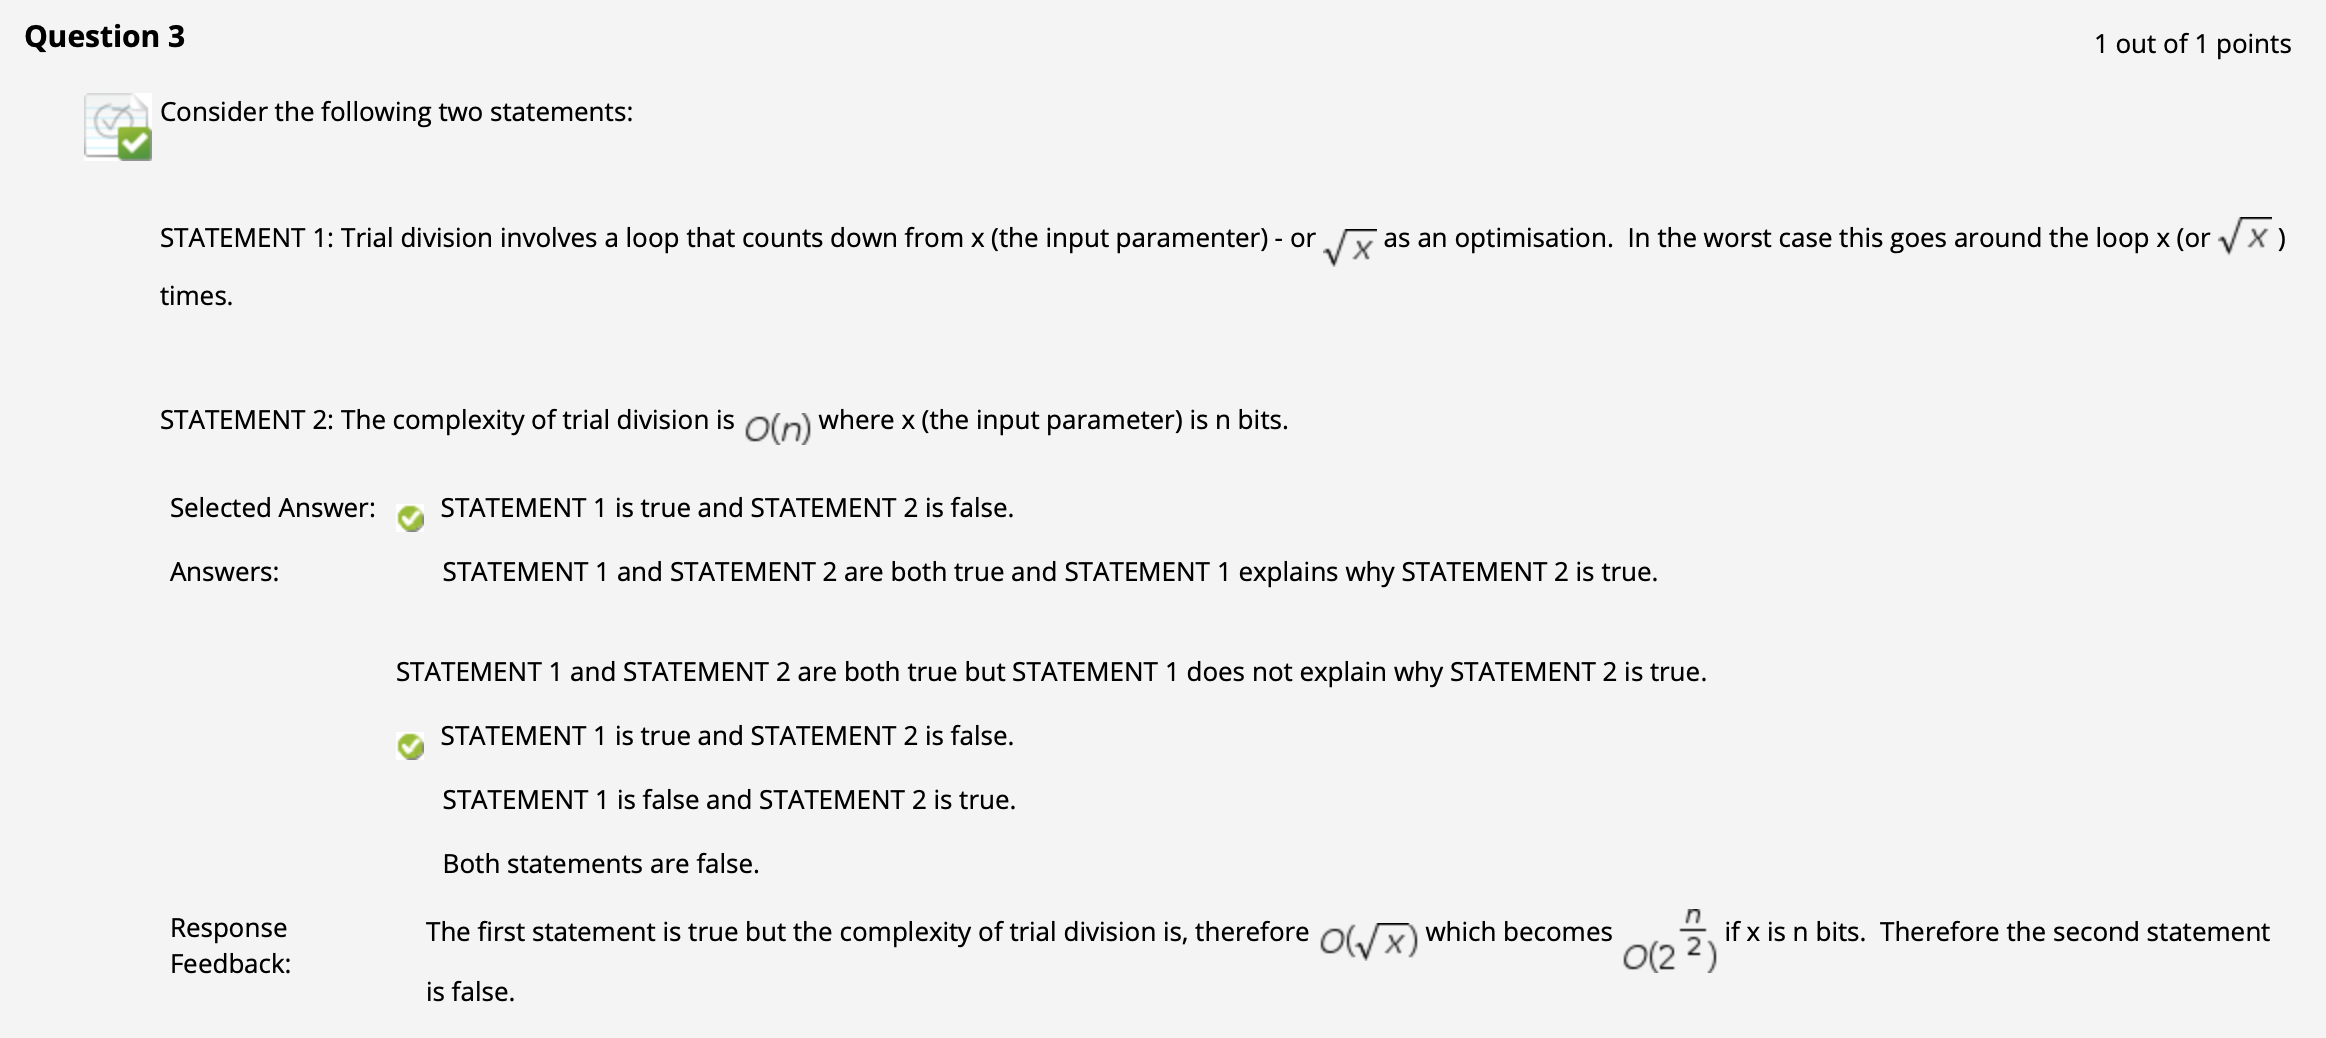 Question 3
1 out of 1 points
Consider the following two statements:
STATEMENT 1: Trial division involves a loop that counts down from x (the input paramenter) - or √x as an optimisation. In the worst case this goes around the loop x (or √x )
times.
STATEMENT 2: The complexity of trial division is O(n) where x (the input parameter) is n bits.
Selected Answer: STATEMENT 1 is true and STATEMENT 2 is false.
Answers: STATEMENT 1 and STATEMENT 2 are both true and STATEMENT 1 explains why STATEMENT 2 is true.
STATEMENT 1 and STATEMENT 2 are both true but STATEMENT 1 does not explain why STATEMENT 2 is true.
STATEMENT 1 is true and STATEMENT 2 is false.
STATEMENT 1 is false and STATEMENT 2 is true.
Both statements are false.
Response
Feedback:
The first statement is true but the complexity of trial division is, therefore O(√x) which becomes O(2^(n/2)) if x is n bits. Therefore the second statement
is false.